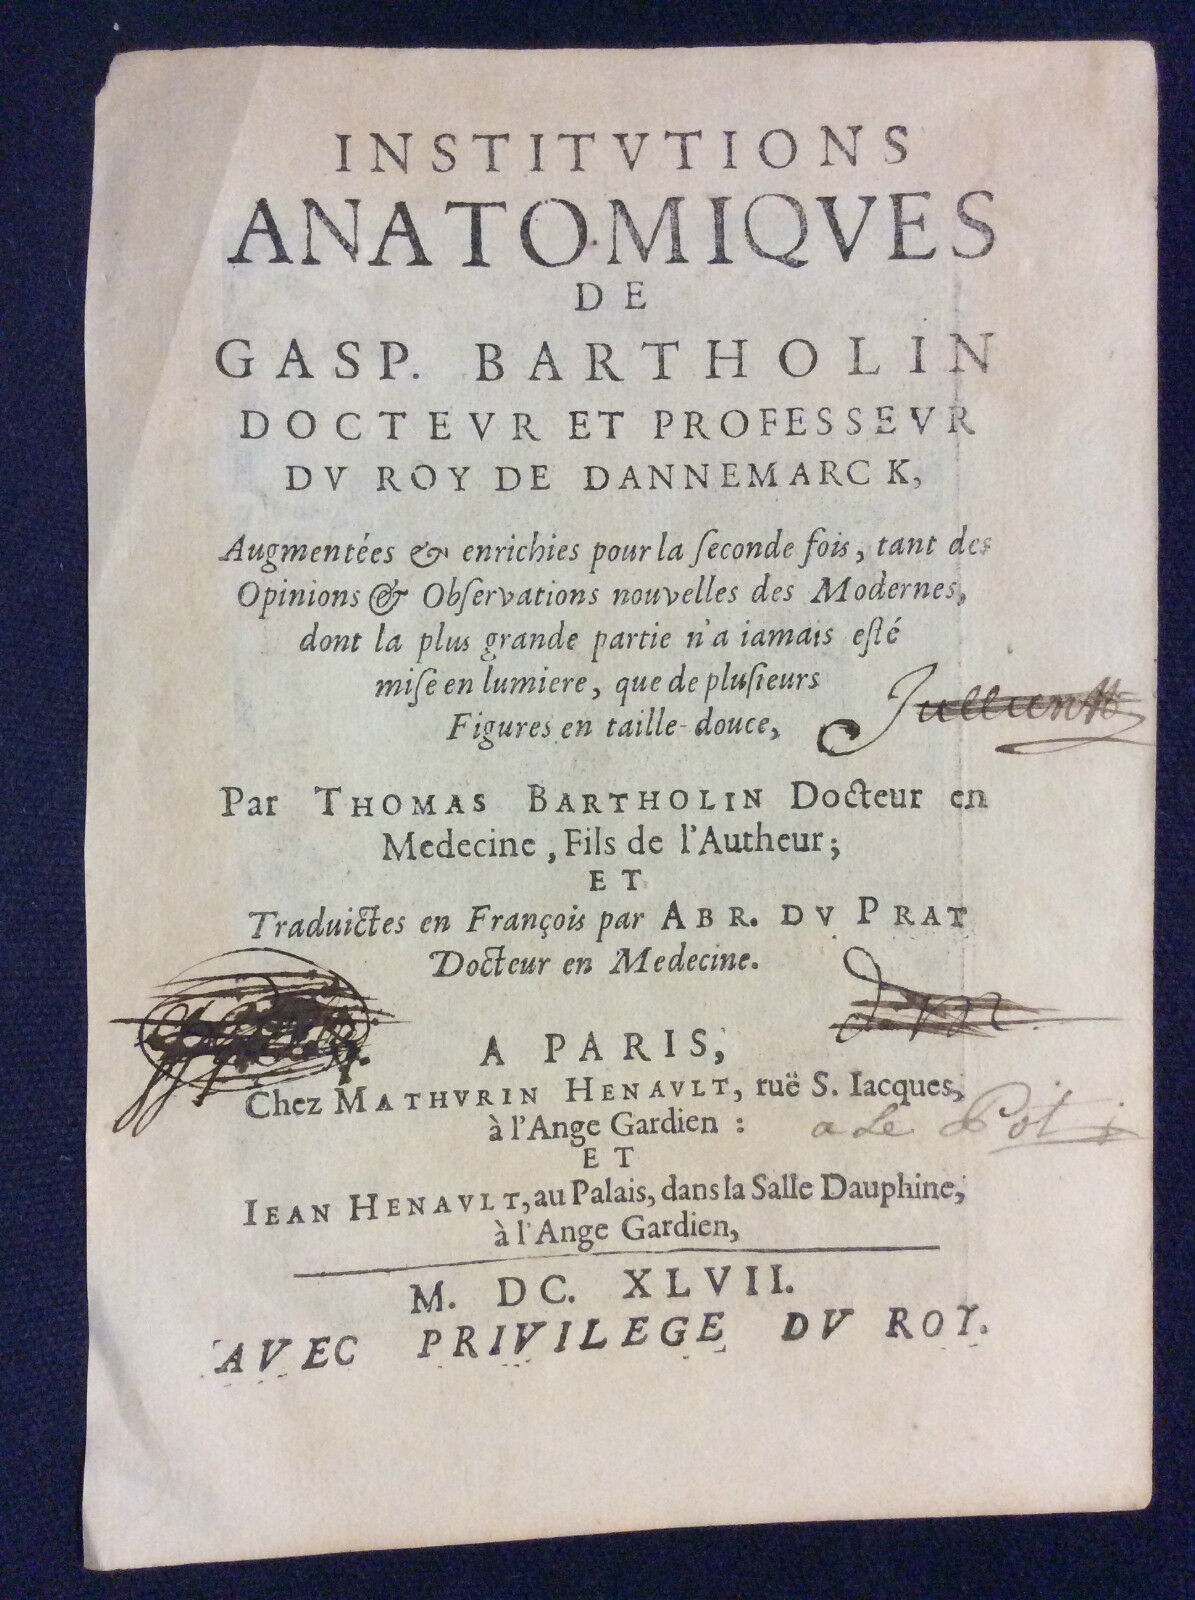 INSTITVTIONS
ANATOMIQVES
DE
GASP. BARTHOLIN
DOCTEVR ET PROFESSEVR
DV ROY DE DANNEMARCK,
Augmentées & enrichies pour la ſeconde fois, tant des
Opinions & Obſervations nouvelles des Modernes,
dont la plus grande partie n'a iamais eſté
miſe en lumiere, que de pluſieurs
Figures en taille-douce,
Par THOMAS BARTHOLIN Docteur en
Medecine, Fils de l'Autheur;
ET
Traduictes en François par ABR. DV PRAT
Docteur en Medecine.
A PARIS,
Chez MATHVRIN HENAVLT, ruë S. Iacques,
à l'Ange Gardien :
a Le
ET
IEAN HENAVLT, au Palais, dans la Salle Dauphine,
à l'Ange Gardien,
M. DC. XLVII.
AVEC PRIVILEGE DV ROY.